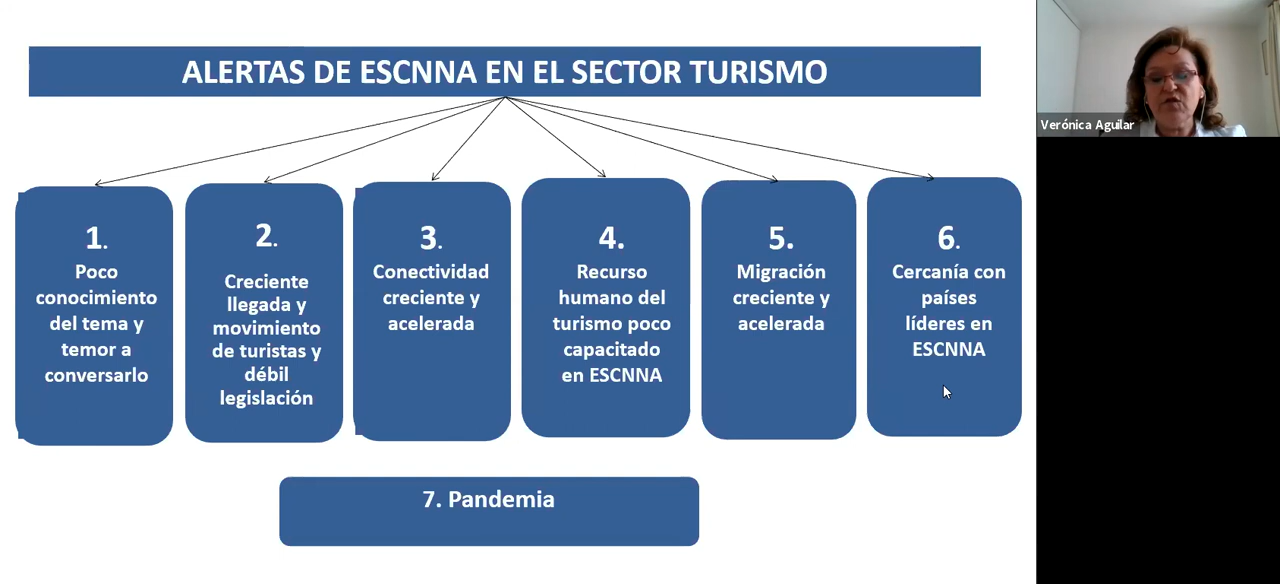 ALERTAS DE ESCNNA EN EL SECTOR TURISMO
1.
Poco
conocimiento
del tema y
temor a
conversarlo
2.
Creciente
llegada y
movimiento
de turistas y
débil
legislación
3.
Conectividad
creciente y
acelerada
4.
Recurso
humano del
turismo poco
capacitado
en ESCNNA
5.
Migración
creciente y
acelerada
6.
Cercanía con
países
líderes en
ESCNNA
7. Pandemia
Verónica Aguilar